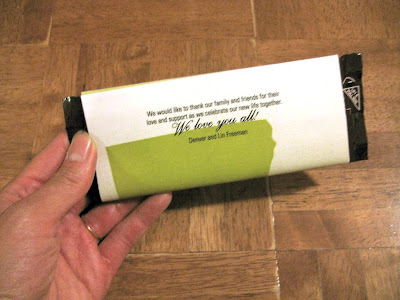 We would like to thank our family and friends for their
love and support as we celebrate our new life together.
We love you all!
Denver and Lin Freeman